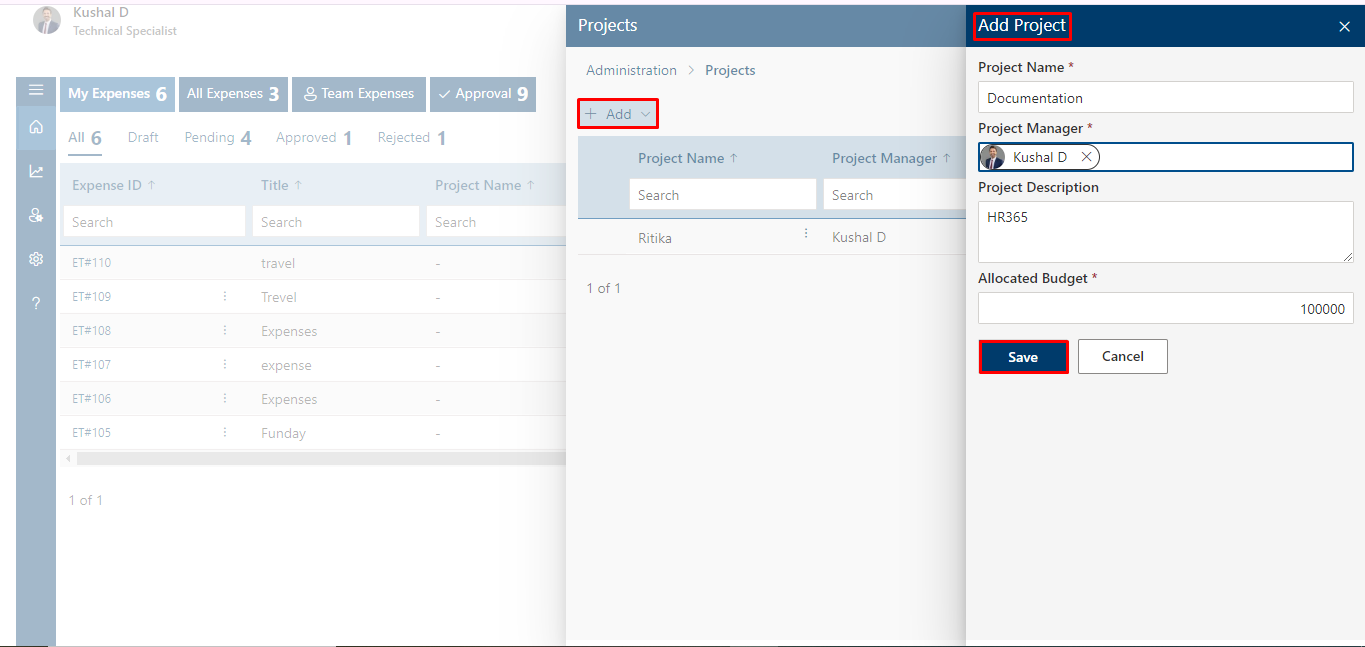 Kushal D
Technical Specialist
My Expenses 6
All Expenses 3
Team Expenses
Approval 9
All 6
Draft
Pending 4
Approved 1
Rejected 1
Expense ID ↑
Title ↑
Project Name ↑
Search
Search
Search
ET#110
travel
-
ET#109
Trevel
-
ET#108
Expenses
-
ET#107
expense
-
ET#106
Expenses
-
ET#105
Funday
-
1 of 1
?
Projects
Administration > Projects
+ Add
Project Name ↑
Project Manager ↑
Search
Search
Ritika
Kushal D
1 of 1
Add Project
Project Name *
Documentation
Project Manager *
Kushal D
Project Description
HR365
Allocated Budget *
100000
Save
Cancel